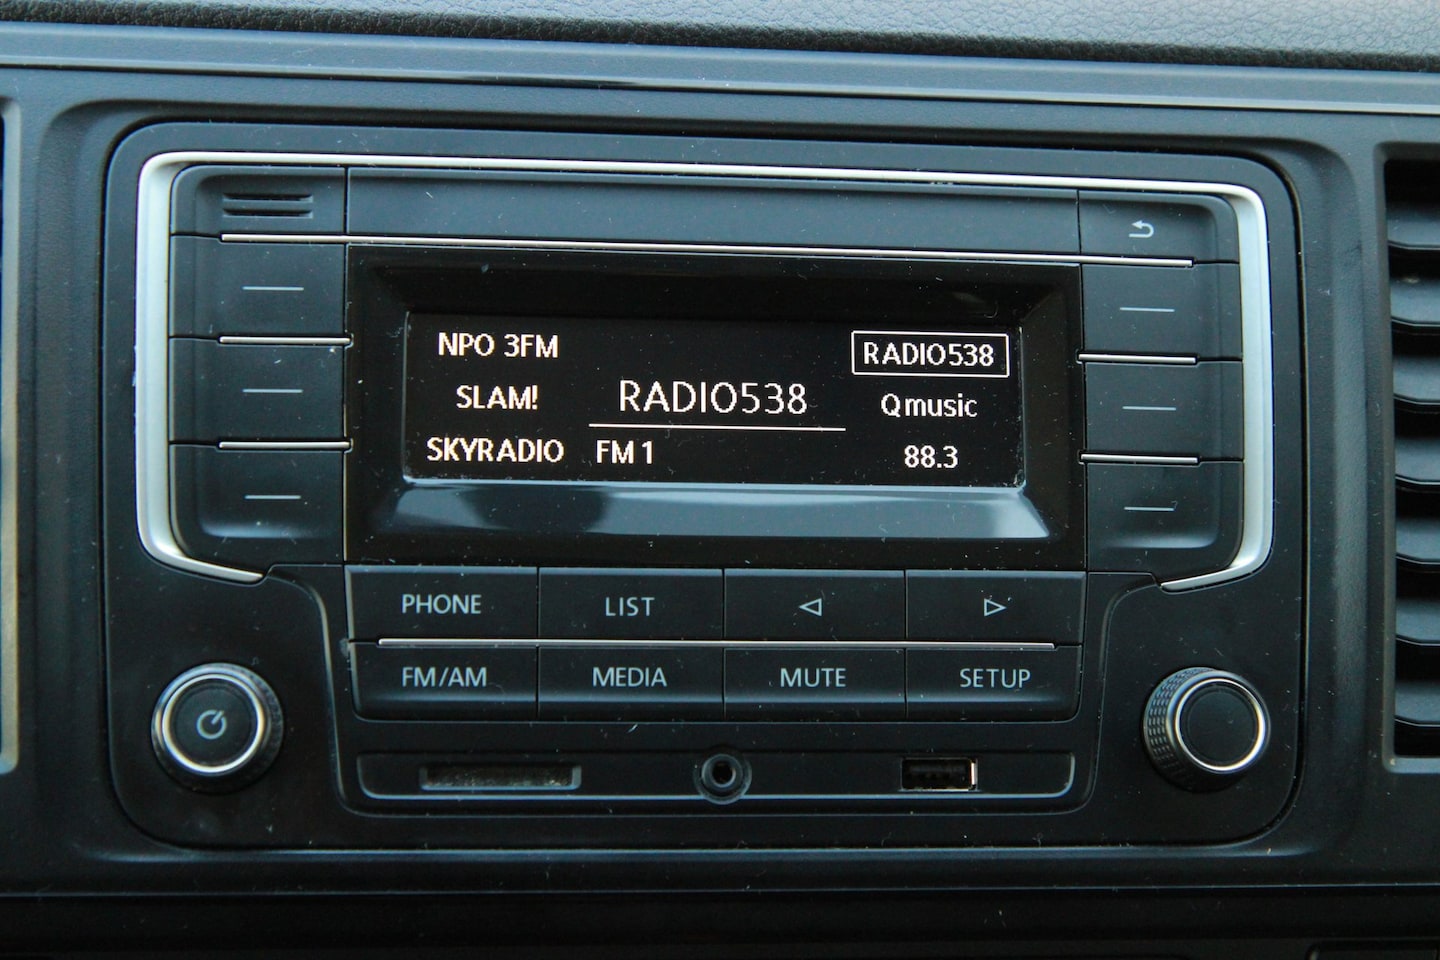 NPO 3FM
SLAM!
SKYRADIO
RADIO538
FM 1
RADIO538
Qmusic
88.3
PHONE
LIST
FM/AM
MEDIA
MUTE
SETUP